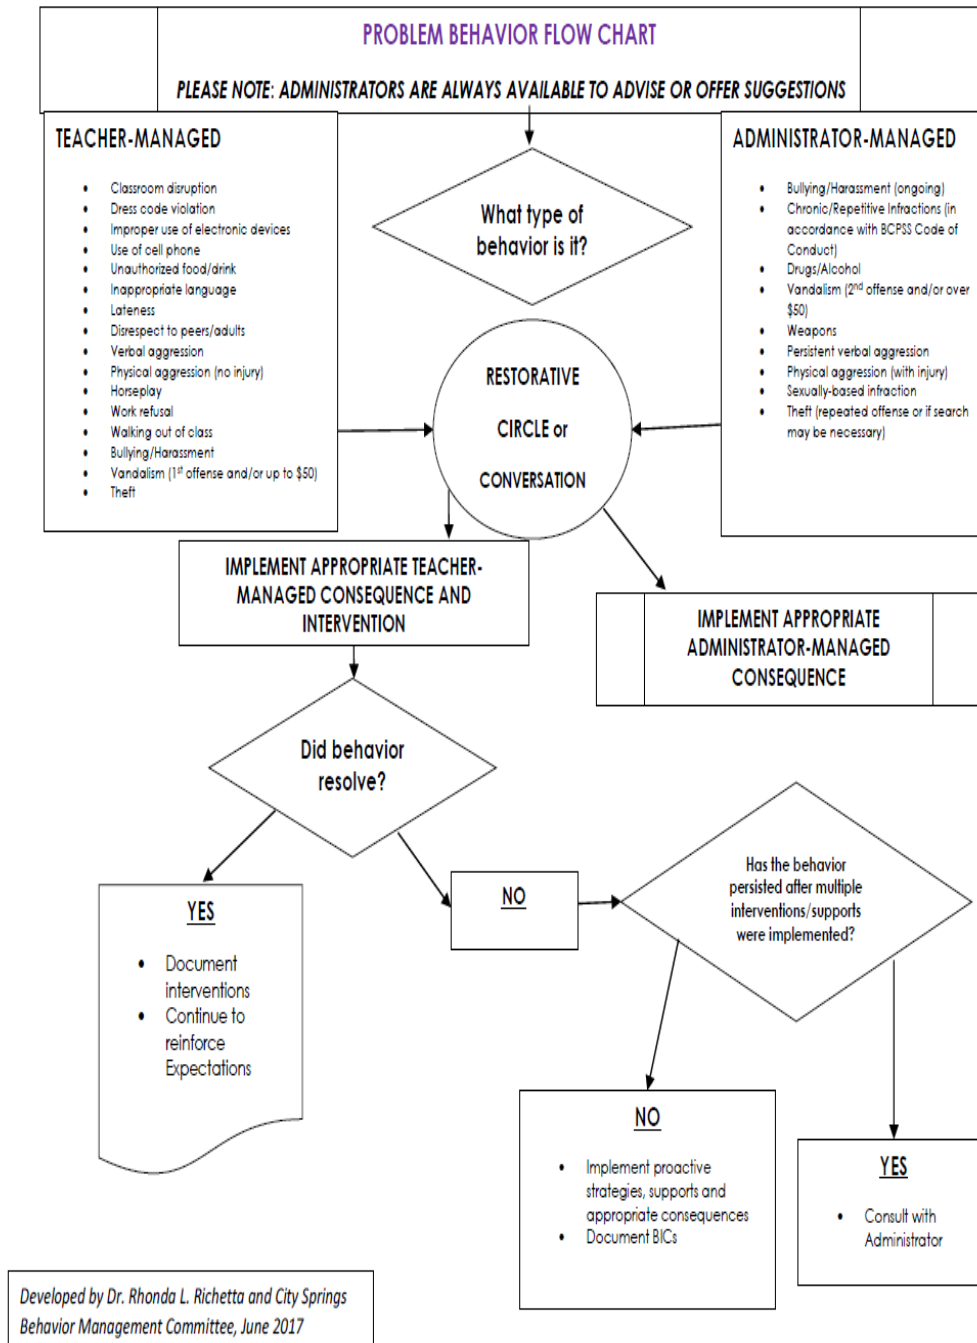 PROBLEM BEHAVIOR FLOW CHART
PLEASE NOTE: ADMINISTRATORS ARE ALWAYS AVAILABLE TO ADVISE OR OFFER SUGGESTIONS
TEACHER-MANAGED
• Classroom disruption
• Dress code violation
• Improper use of electronic devices
• Use of cell phone
• Unauthorized food/drink
• Inappropriate language
• Lateness
• Disrespect to peers/adults
• Verbal aggression
• Physical aggression (no injury)
• Horseplay
• Work refusal
• Walking out of class
• Bullying/Harassment
• Vandalism (1st offense and/or up to $50)
• Theft
What type of
behavior is it?
ADMINISTRATOR-MANAGED
• Bullying/Harassment (ongoing)
• Chronic/Repetitive Infractions (in
accordance with BCPSS Code of
Conduct)
• Drugs/Alcohol
• Vandalism (2nd offense and/or over
$50)
• Weapons
• Persistent verbal aggression
• Physical aggression (with injury)
• Sexually-based infraction
• Theft (repeated offense or if search
may be necessary)
RESTORATIVE
CIRCLE or
CONVERSATION
IMPLEMENT APPROPRIATE TEACHER-
MANAGED CONSEQUENCE AND
INTERVENTION
IMPLEMENT APPROPRIATE
ADMINISTRATOR-MANAGED
CONSEQUENCE
Did behavior
resolve?
YES
• Document
interventions
• Continue to
reinforce
Expectations
NO
Has the behavior
persisted after multiple
interventions/supports
were implemented?
NO
• Implement proactive
strategies, supports and
appropriate consequences
• Document BICs
YES
• Consult with
Administrator
Developed by Dr. Rhonda L. Richetta and City Springs
Behavior Management Committee, June 2017